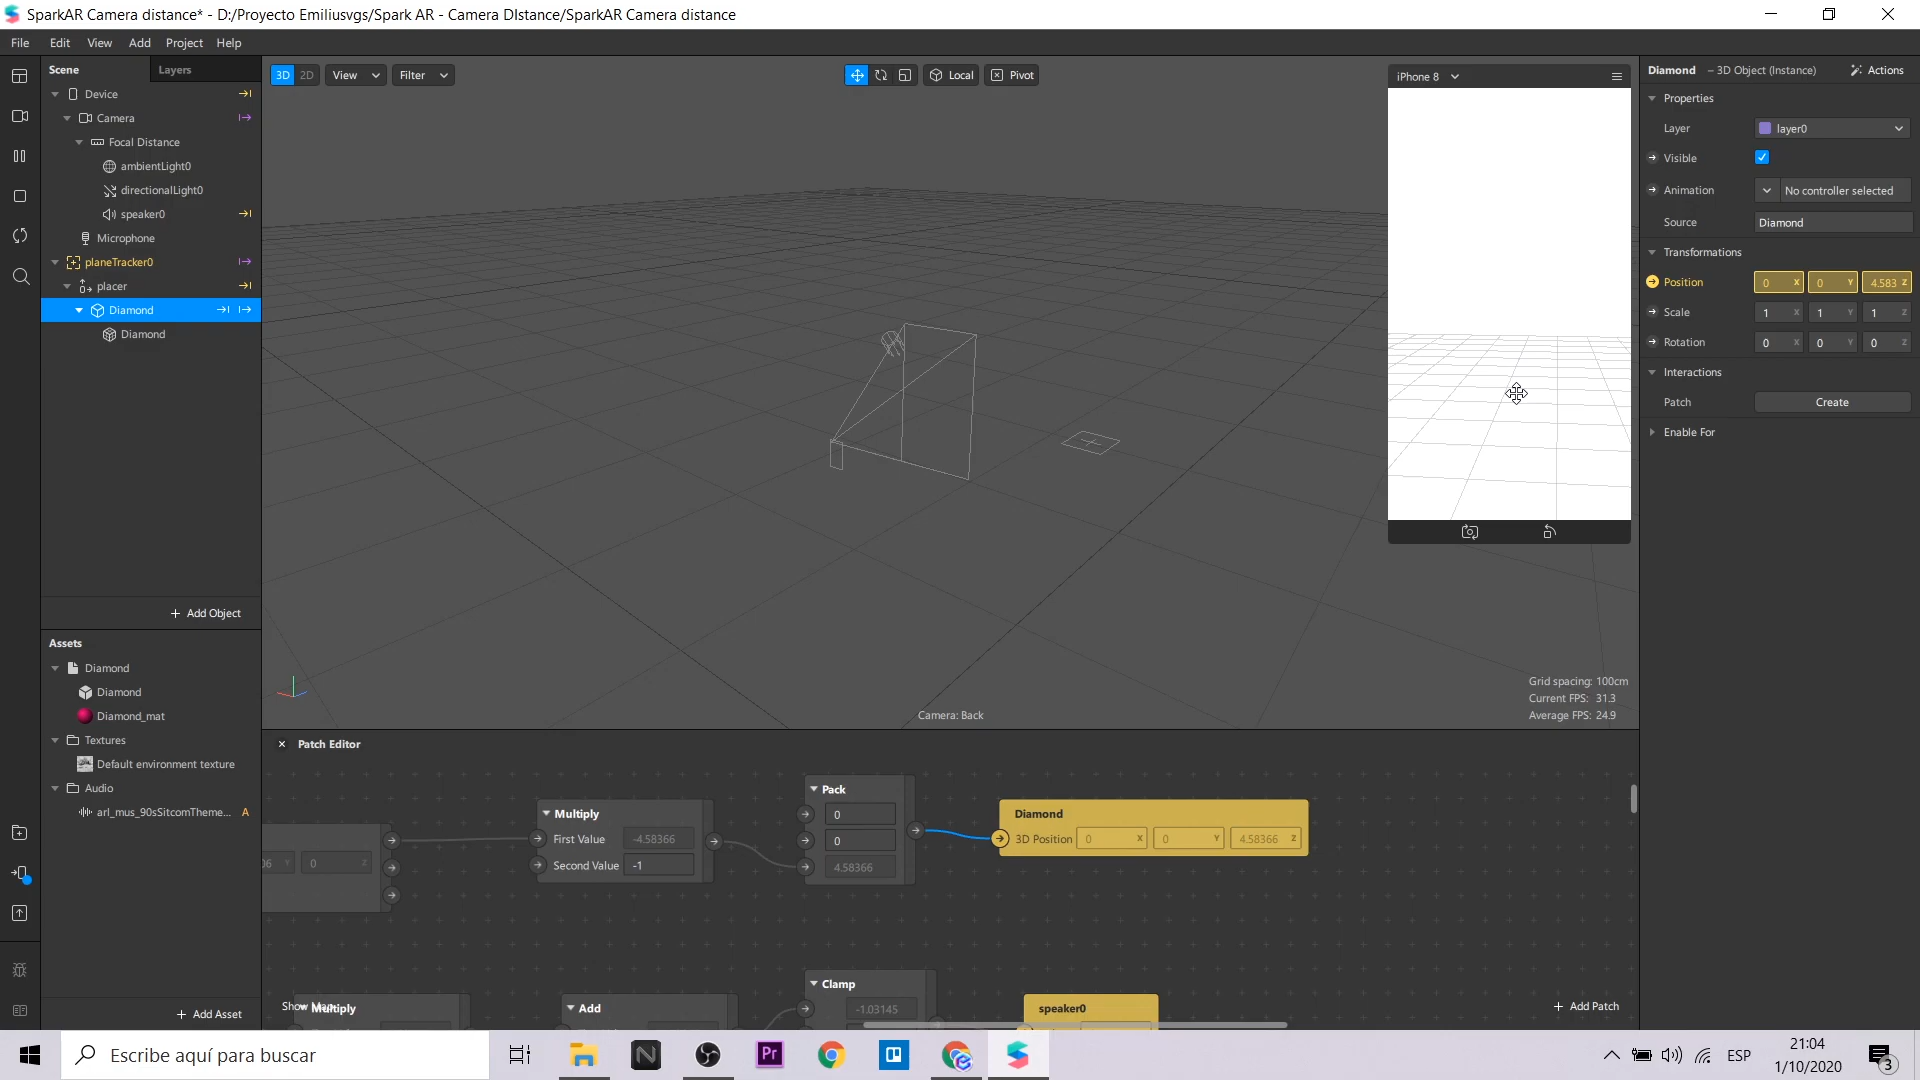 SparkAR Camera distance* - D:/Proyecto Emiliusvgs/Spark AR - Camera DIstance/SparkAR Camera distance
File Edit View Add Project Help
Scene Layers
Device
Camera
Focal Distance
ambientLight0
directionalLight0
speaker0
Microphone
planeTracker0
placer
Diamond
Diamond
+ Add Object
Assets
Diamond
Diamond
Diamond_mat
Textures
Default environment texture
Audio
arl_mus_90sSitcomTheme... A
+ Add Asset
3D 2D View Filter
Local Pivot
iPhone 8
Grid spacing: 100cm
Current FPS: 31.3
Average FPS: 24.9
Camera: Back
Diamond – 3D Object (Instance) Actions
Properties
Layer layer0
Visible
Animation No controller selected
Source Diamond
Transformations
Position 0 X 0 Y 4.583 Z
Scale 1 X 1 Y 1 Z
Rotation 0 X 0 Y 0 Z
Interactions
Patch Create
Enable For
Patch Editor
06 Y 0 Z
Multiply
First Value -4.58366
Second Value -1
Pack
0
0
4.58366
Diamond
3D Position 0 X 0 Y 4.58366 Z
Multiply
Add
Clamp
-1.03145
speaker0
+ Add Patch
Escribe aquí para buscar
ESP
21:04
1/10/2020
3